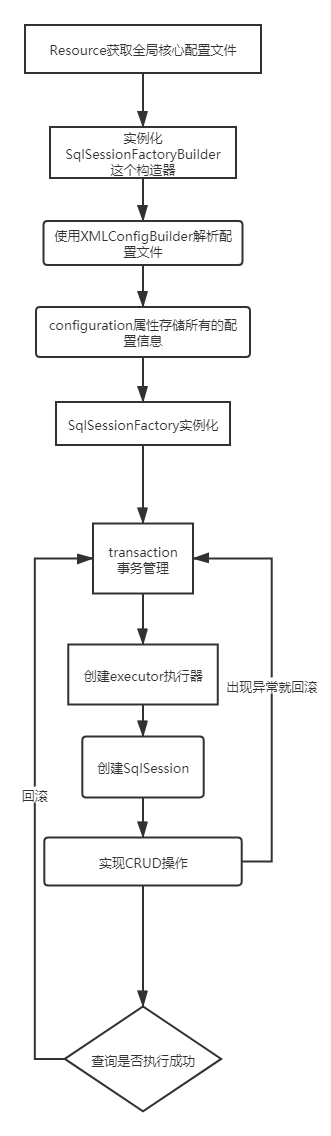 Resource获取全局核心配置文件
实例化
SqlSessionFactoryBuilder
这个构造器
使用XMLConfigBuilder解析配
置文件
configuration属性存储所有的配
置信息
SqlSessionFactory实例化
transaction
事务管理
创建executor执行器
出现异常就回滚
创建SqlSession
回滚
实现CRUD操作
查询是否执行成功